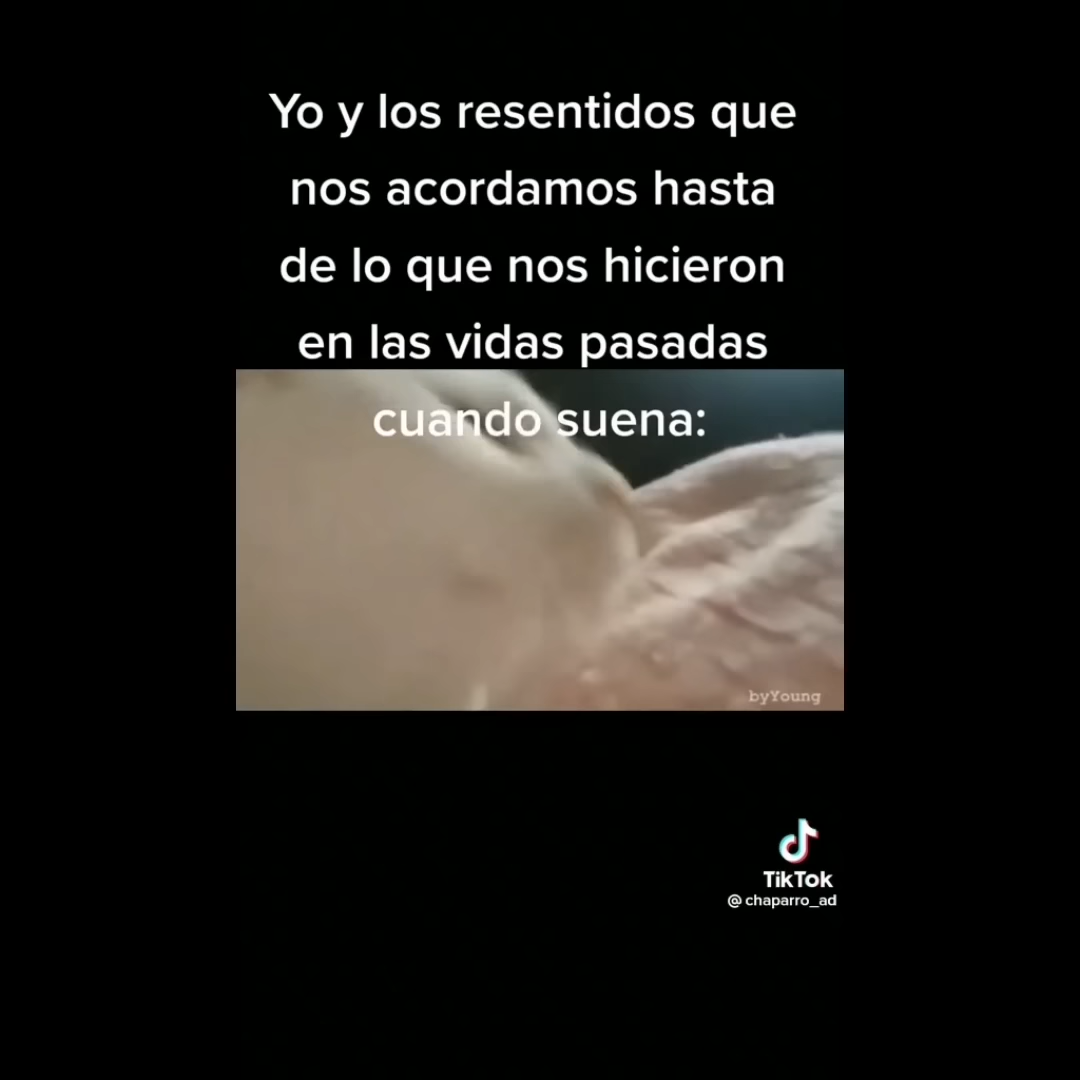 Yo y los resentidos que
nos acordamos hasta
de lo que nos hicieron
en las vidas pasadas
cuando suena:
byYoung
TikTok
@chaparro_ad